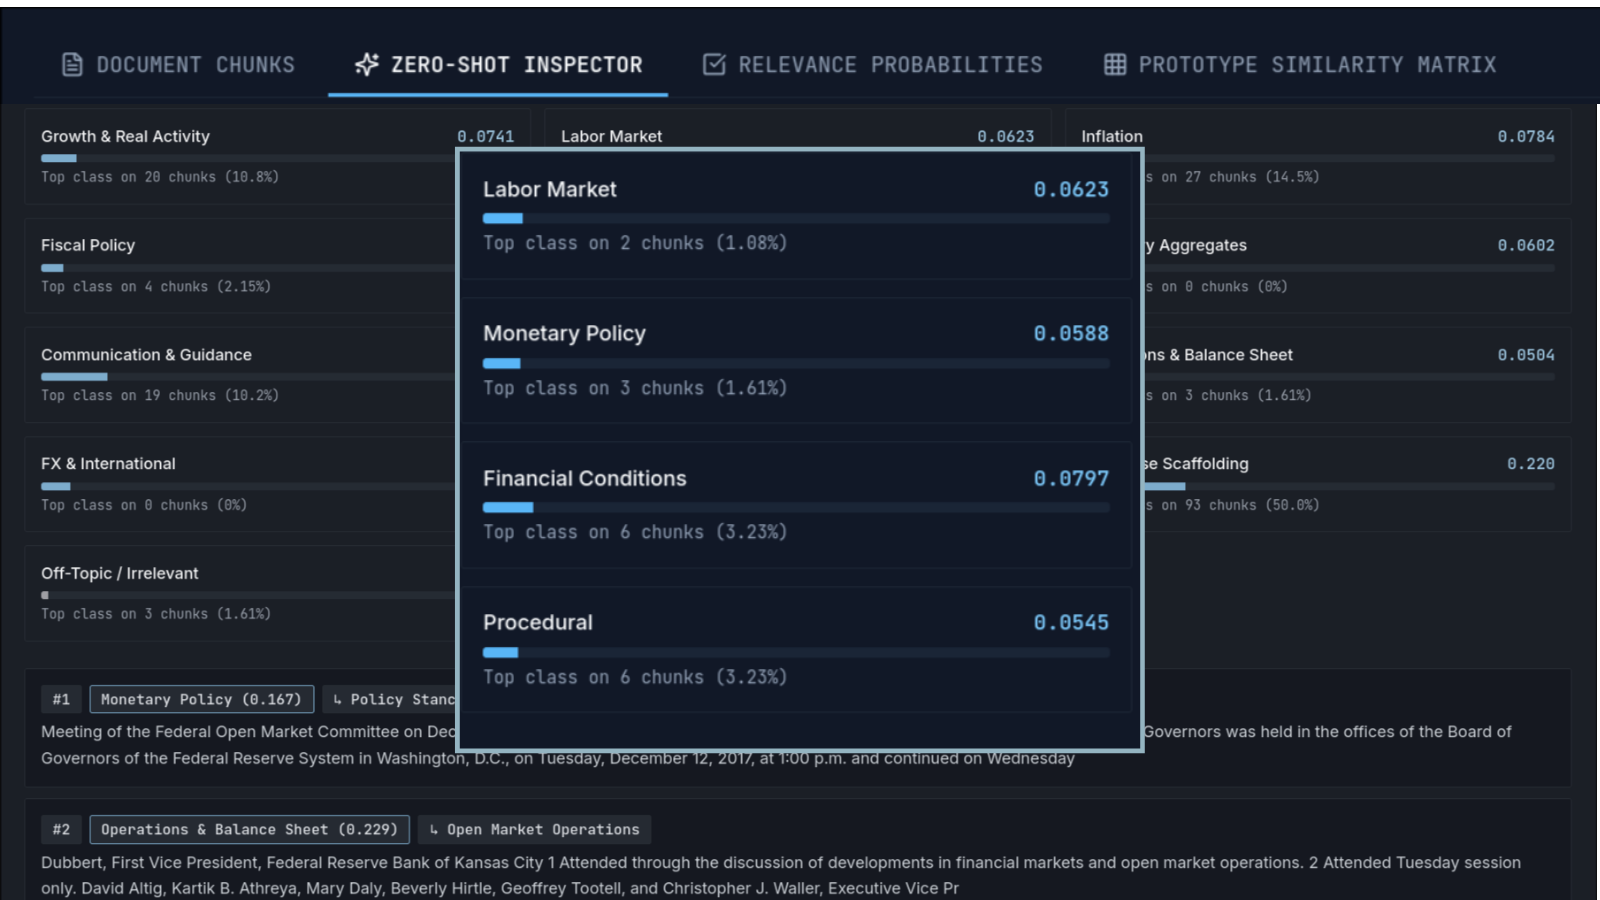 DOCUMENT CHUNKS
ZERO-SHOT INSPECTOR
RELEVANCE PROBABILITIES
PROTOTYPE SIMILARITY MATRIX
Growth & Real Activity 0.0741
Top class on 20 chunks (10.8%)
Labor Market 0.0623
Inflation 0.0784
s on 27 chunks (14.5%)
Fiscal Policy
Top class on 4 chunks (2.15%)
y Aggregates 0.0602
s on 0 chunks (0%)
Communication & Guidance
Top class on 19 chunks (10.2%)
ns & Balance Sheet 0.0504
s on 3 chunks (1.61%)
FX & International
Top class on 0 chunks (0%)
se Scaffolding 0.220
s on 93 chunks (50.0%)
Off-Topic / Irrelevant
Top class on 3 chunks (1.61%)
Labor Market 0.0623
Top class on 2 chunks (1.08%)
Monetary Policy 0.0588
Top class on 3 chunks (1.61%)
Financial Conditions 0.0797
Top class on 6 chunks (3.23%)
Procedural 0.0545
Top class on 6 chunks (3.23%)
#1 Monetary Policy (0.167) ↳ Policy Stanc
Meeting of the Federal Open Market Committee on Dec Governors was held in the offices of the Board of
Governors of the Federal Reserve System in Washington, D.C., on Tuesday, December 12, 2017, at 1:00 p.m. and continued on Wednesday
#2 Operations & Balance Sheet (0.229) ↳ Open Market Operations
Dubbert, First Vice President, Federal Reserve Bank of Kansas City 1 Attended through the discussion of developments in financial markets and open market operations. 2 Attended Tuesday session
only. David Altig, Kartik B. Athreya, Mary Daly, Beverly Hirtle, Geoffrey Tootell, and Christopher J. Waller, Executive Vice Pr